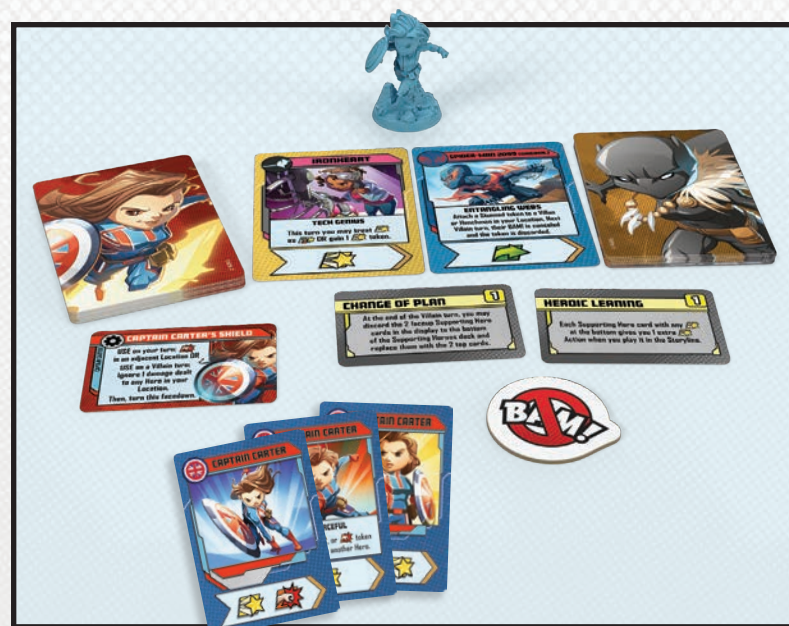 IRONHEART
TECH GENIUS
This turn you may treat
as OR gain 1 token.
SPIDER-MAN 2099
ENTANGLING WEBS
Attach a Stunned token to a Villain
or Henchmen in your Location. Next
Villain turn, their BAM! is canceled
and the token is discarded.
CAPTAIN CARTER'S SHIELD
USE on your turn:
in an adjacent Location OR
USE on a Villain turn:
Ignore 1 damage dealt
to any Hero in your
Location.
Then, turn this facedown.
CHANGE OF PLAN
1
At the end of the Villain turn, you may
discard the 2 faceup Supporting Hero
cards in the display to the bottom
of the Supporting Heroes deck and
replace them with the 2 top cards.
HEROIC LEANING
1
Each Supporting Hero card with any
at the bottom gives you 1 extra
Action when you play it in the Storyline.
BAM!
CAPTAIN CARTER
AIN CARTER
ACEFUL
, or token
another Hero.
TAIN CARTER